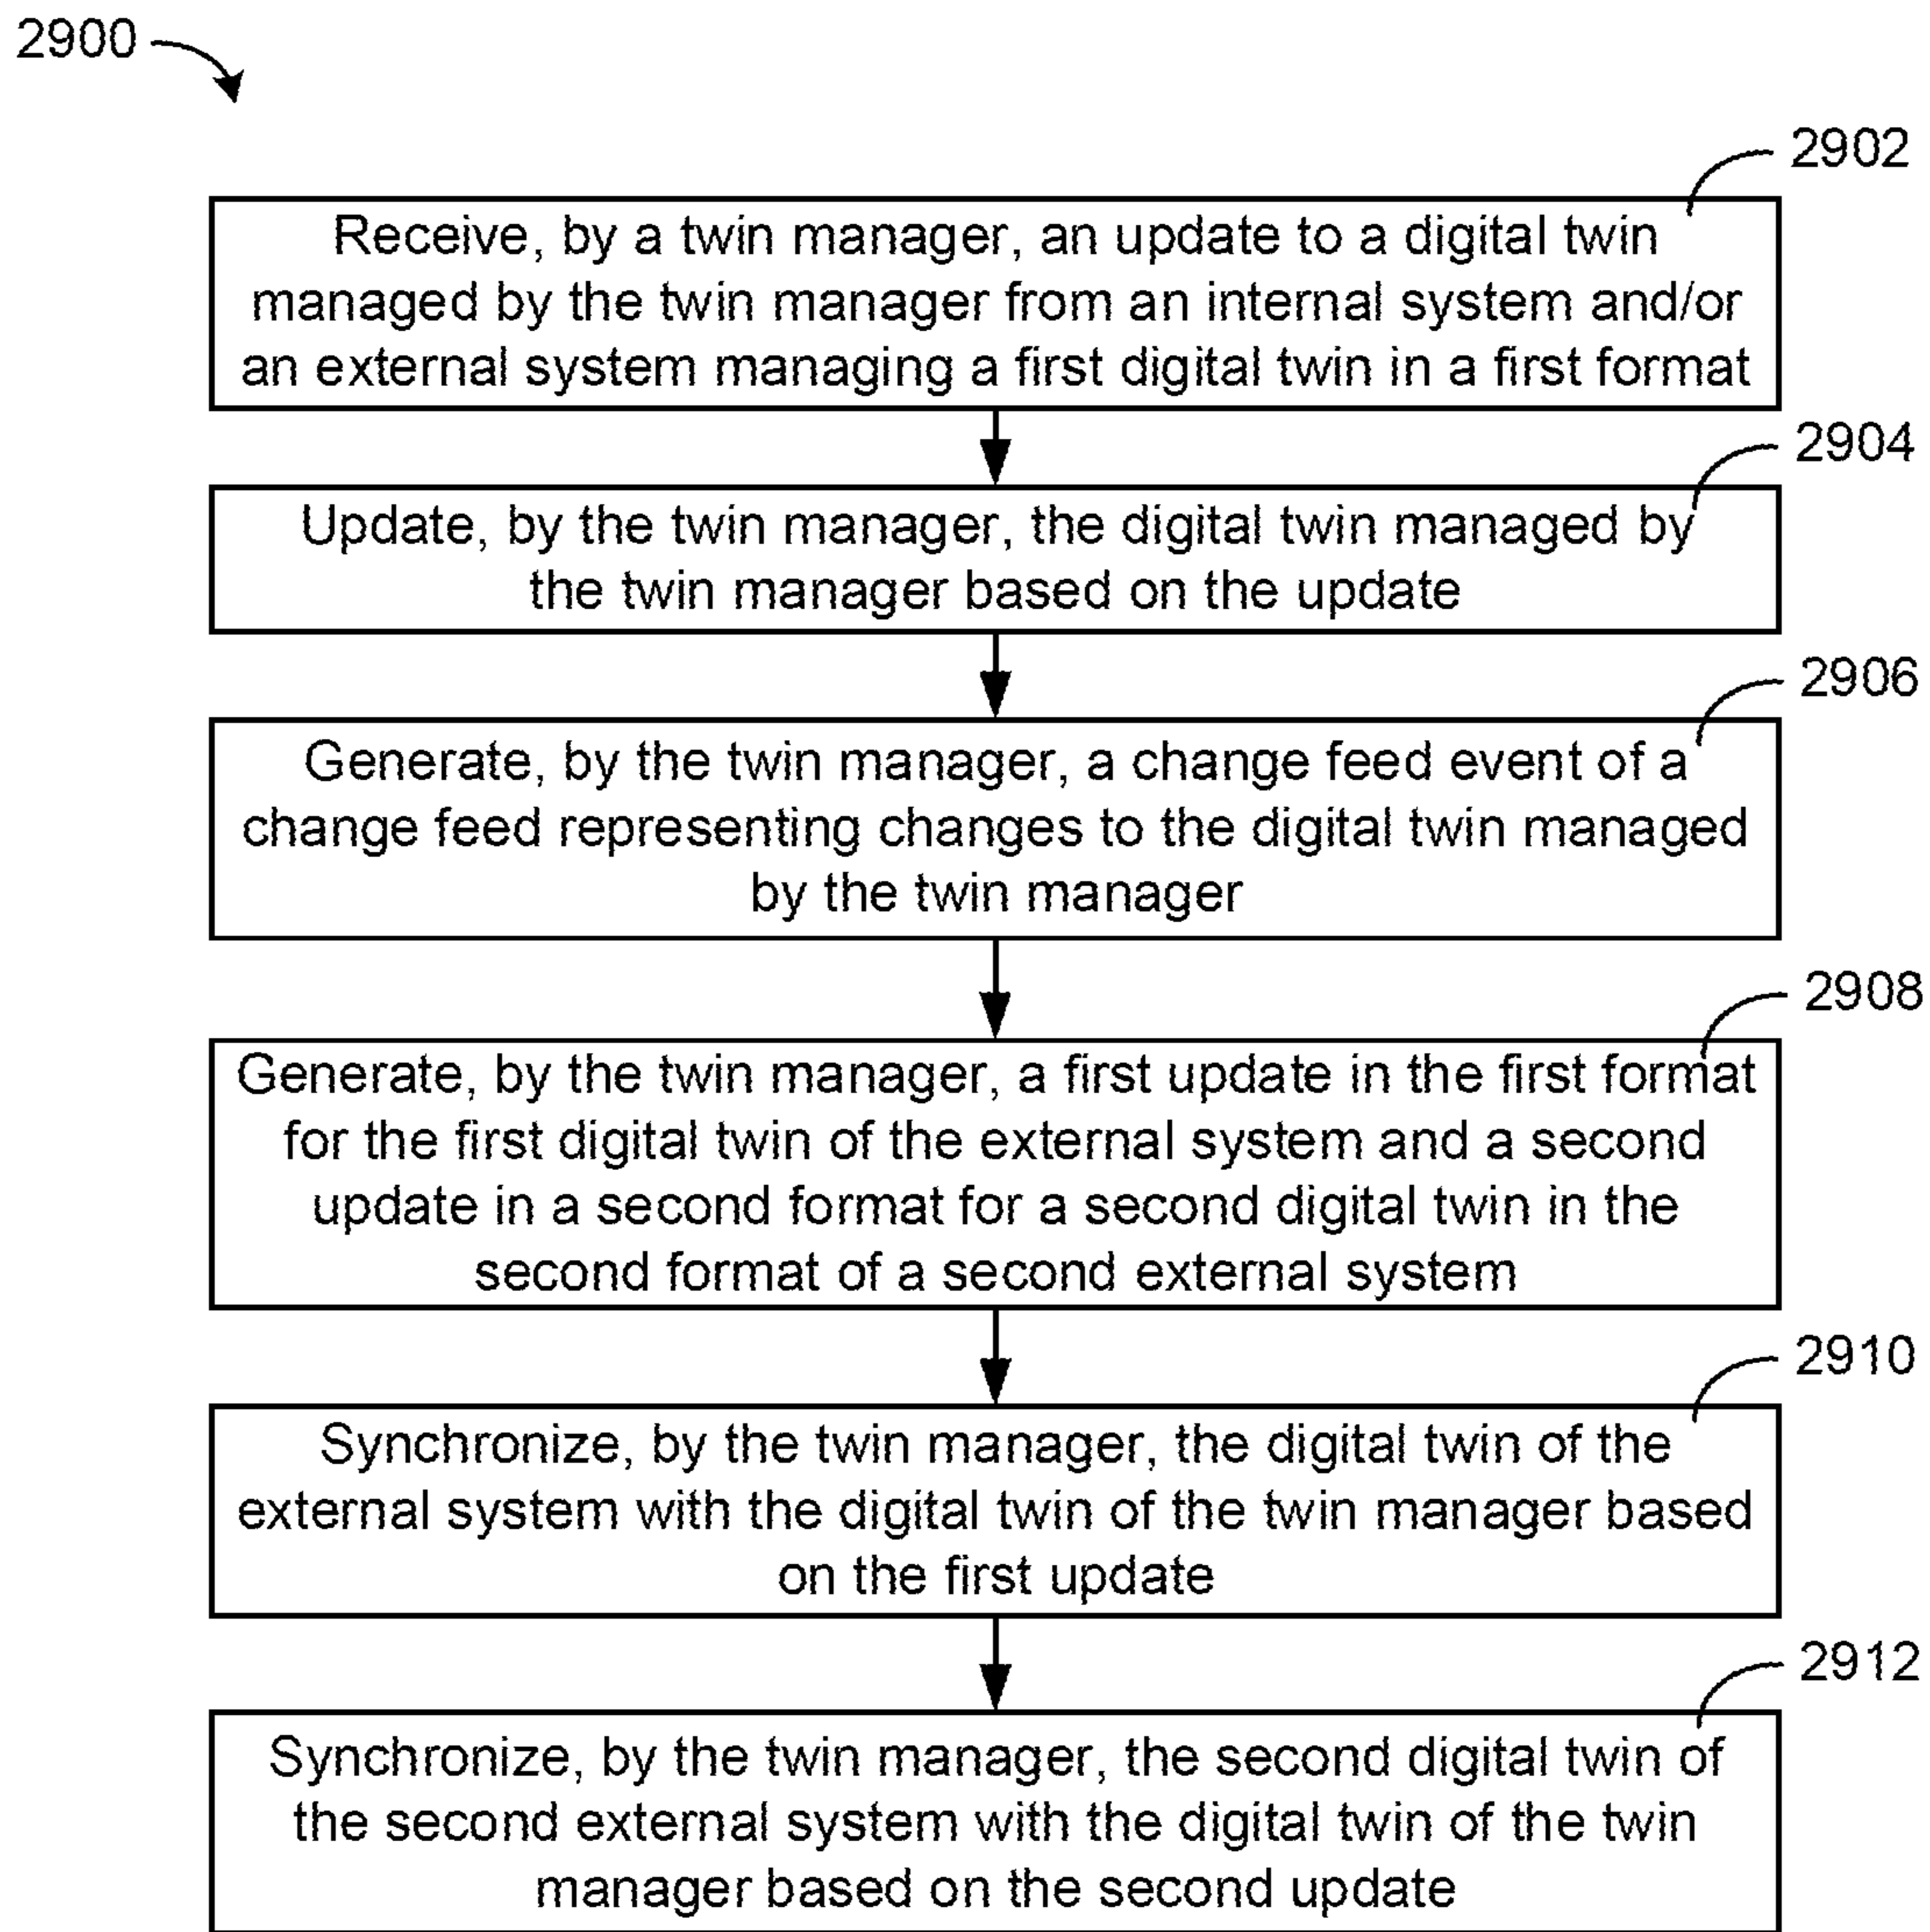 2900
2902
Receive, by a twin manager, an update to a digital twin
managed by the twin manager from an internal system and/or
an external system managing a first digital twin in a first format
2904
Update, by the twin manager, the digital twin managed by
the twin manager based on the update
2906
Generate, by the twin manager, a change feed event of a
change feed representing changes to the digital twin managed
by the twin manager
2908
Generate, by the twin manager, a first update in the first format
for the first digital twin of the external system and a second
update in a second format for a second digital twin in the
second format of a second external system
2910
Synchronize, by the twin manager, the digital twin of the
external system with the digital twin of the twin manager based
on the first update
2912
Synchronize, by the twin manager, the second digital twin of
the second external system with the digital twin of the twin
manager based on the second update